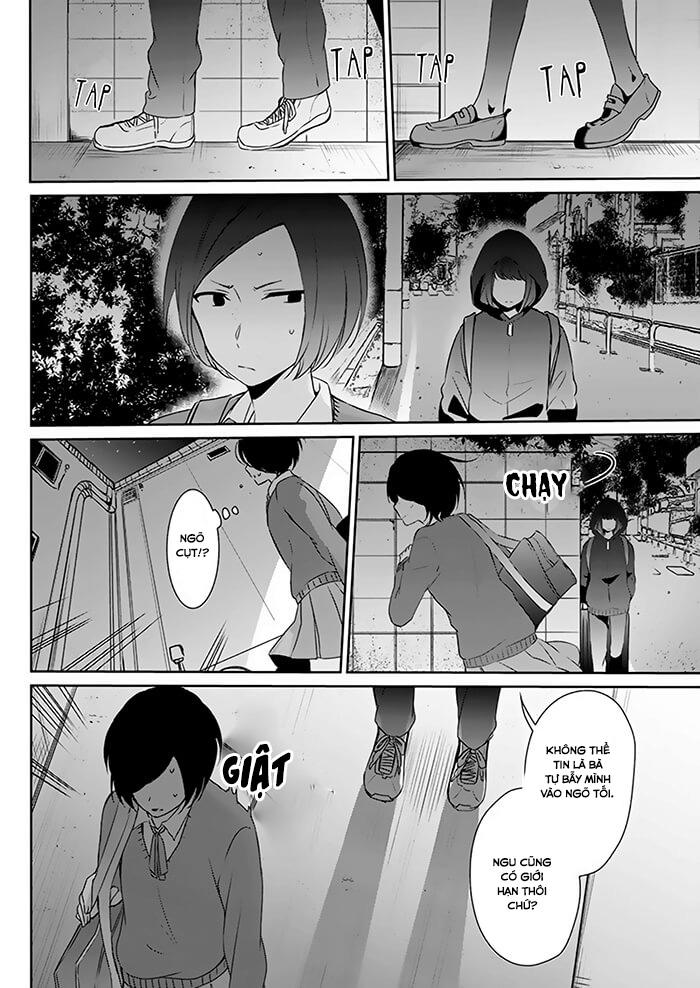 TAP
TAP
TAP
TAP
CHẠY
NGÕ
CỤT!?
KHÔNG THỂ
TIN LÀ BÀ
TỰ BẪY MÌNH
VÀO NGÕ TỐI.
NGU CŨNG
CÓ GIỚI
HẠN THÔI
CHỨ?
GIẬT